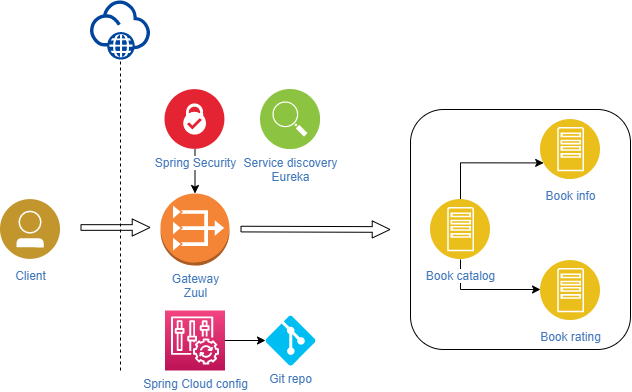 Spring Security
Service discovery
Eureka
Book info
Client
Gateway
Zuul
Book catalog
Book rating
Spring Cloud config
Git repo